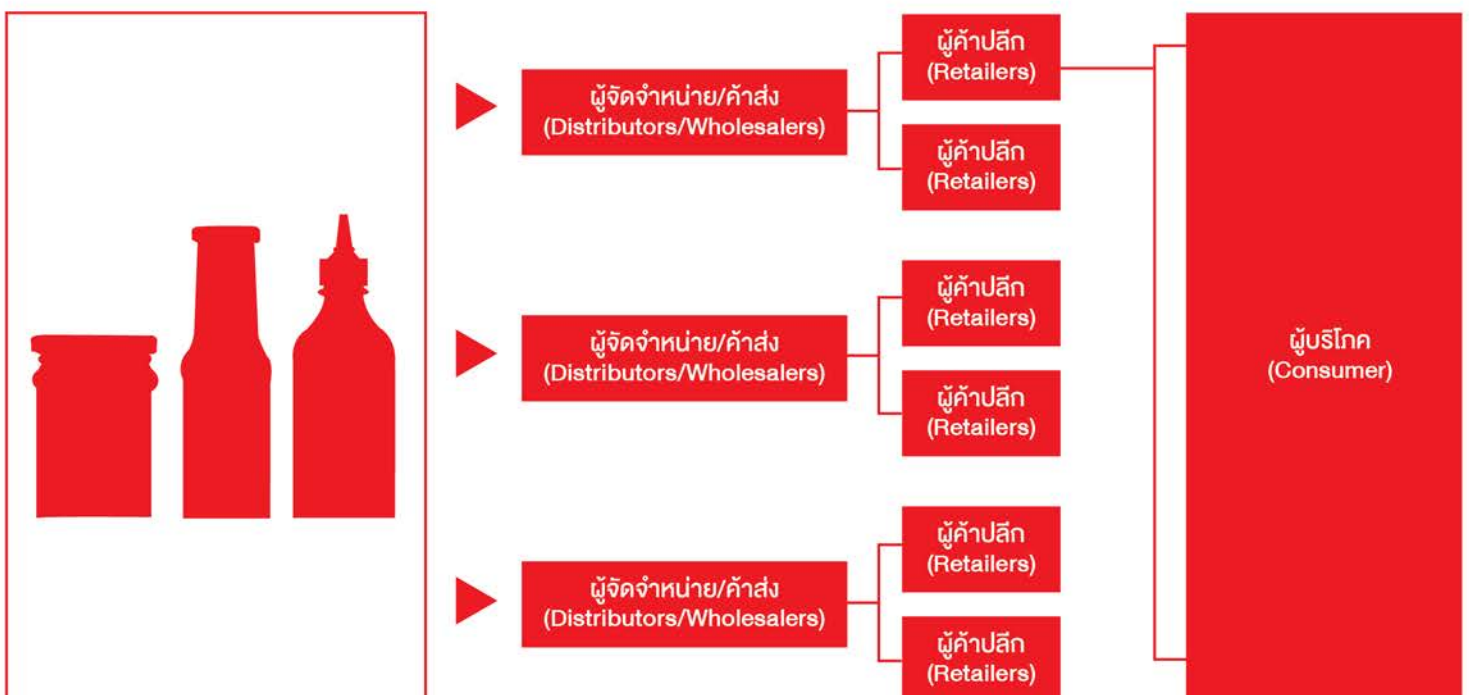 ผู้จัดจำหน่าย/ค้าส่ง
(Distributors/Wholesalers)
ผู้ค้าปลีก
(Retailers)
ผู้ค้าปลีก
(Retailers)
ผู้จัดจำหน่าย/ค้าส่ง
(Distributors/Wholesalers)
ผู้ค้าปลีก
(Retailers)
ผู้ค้าปลีก
(Retailers)
ผู้จัดจำหน่าย/ค้าส่ง
(Distributors/Wholesalers)
ผู้ค้าปลีก
(Retailers)
ผู้ค้าปลีก
(Retailers)
ผู้บริโภค
(Consumer)